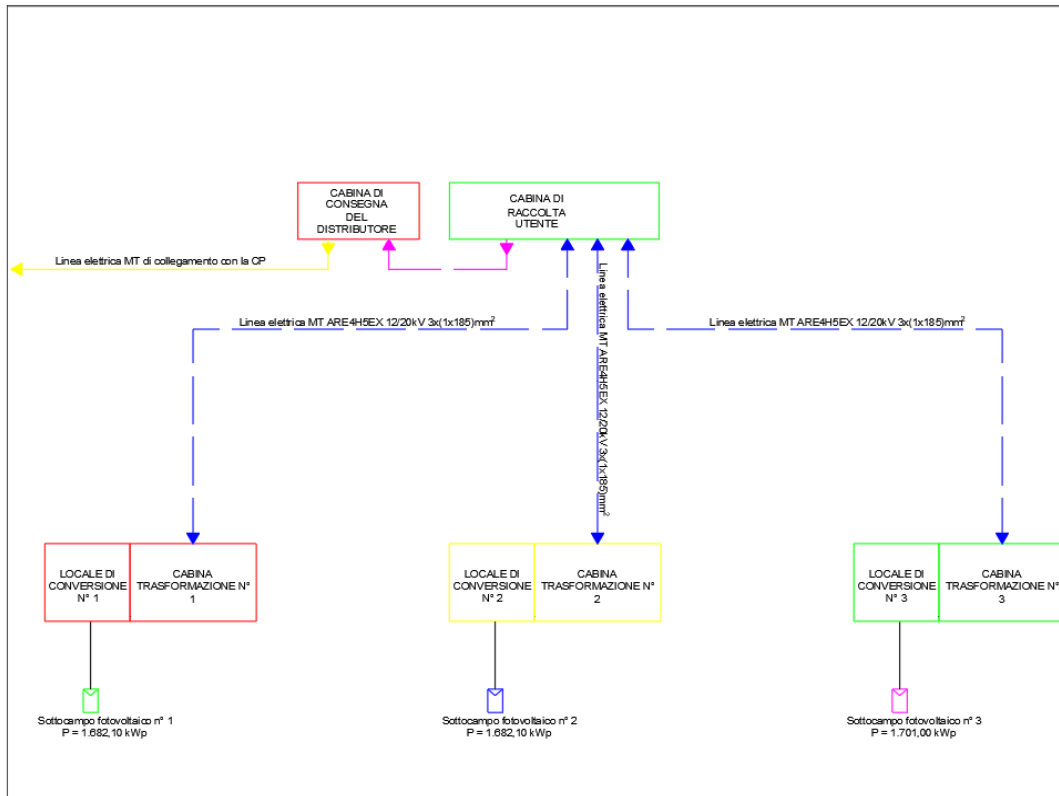 CABINA DI
CONSEGNA
DEL
DISTRIBUTORE
CABINA DI
RACCOLTA
UTENTE
Linea elettrica MT di collegamento con la CP
Linea elettrica MT ARE4H5EX 12/20kV 3x(1x185)mm²
Linea elettrica MT ARE4H5EX 12/20kV 3x(1x185)mm²
Linea elettrica MT ARE4H5EX 12/20kV 3x(1x185)mm²
LOCALE DI
CONVERSIONE
N° 1
CABINA
TRASFORMAZIONE N°
1
LOCALE DI
CONVERSIONE
N° 2
CABINA
TRASFORMAZIONE N°
2
LOCALE DI
CONVERSIONE
N° 3
CABINA
TRASFORMAZIONE N°
3
Sottocampo fotovoltaico n° 1
P = 1.682,10 kWp
Sottocampo fotovoltaico n° 2
P = 1.682,10 kWp
Sottocampo fotovoltaico n° 3
P = 1.701,00 kWp